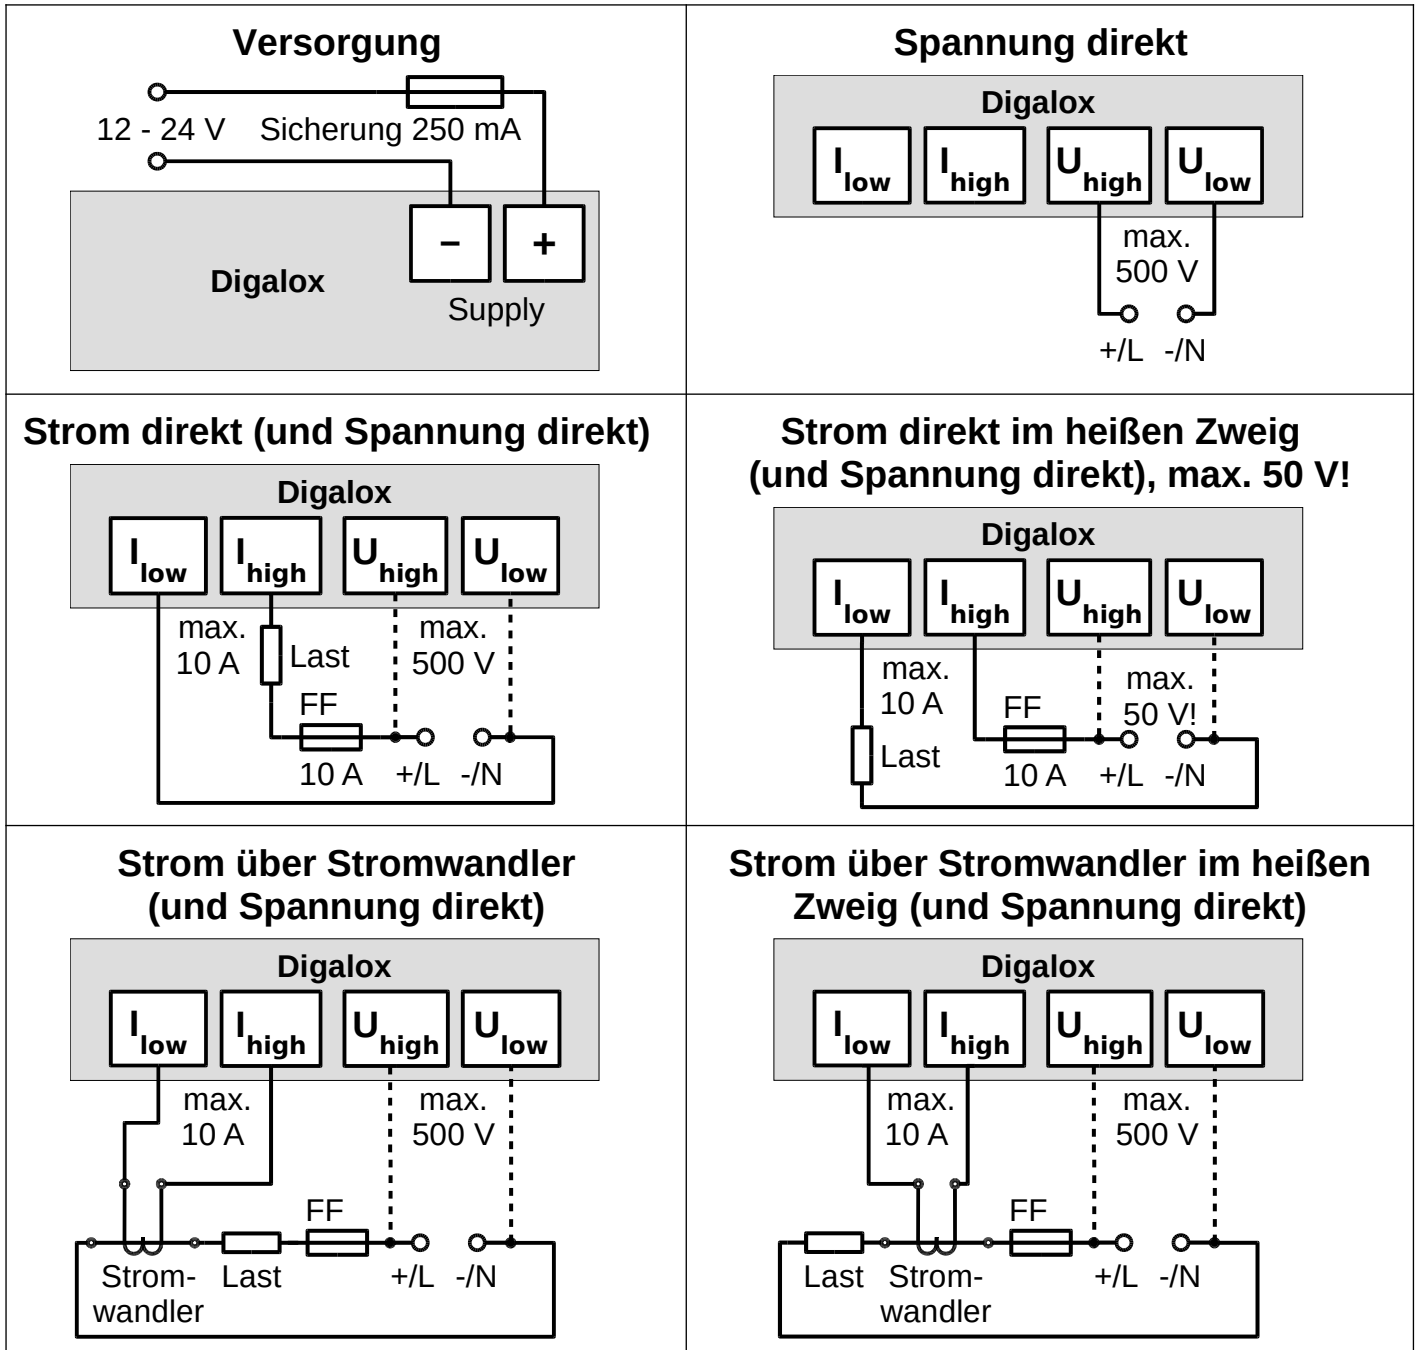 Versorgung
12 - 24 V Sicherung 250 mA
− +
Digalox
Supply
Spannung direkt
Digalox
I low I high U high U low
max.
500 V
+/L -/N
Strom direkt (und Spannung direkt)
Digalox
I low I high U high U low
max. max.
10 A Last 500 V
FF
10 A +/L -/N
Strom direkt im heißen Zweig
(und Spannung direkt), max. 50 V!
Digalox
I low I high U high U low
max. max.
10 A FF 50 V!
Last 10 A +/L -/N
Strom über Stromwandler
(und Spannung direkt)
Digalox
I low I high U high U low
max. max.
10 A 500 V
FF
Strom- Last +/L -/N
wandler
Strom über Stromwandler im heißen
Zweig (und Spannung direkt)
Digalox
I low I high U high U low
max. max.
10 A 500 V
FF
Last Strom- +/L -/N
wandler